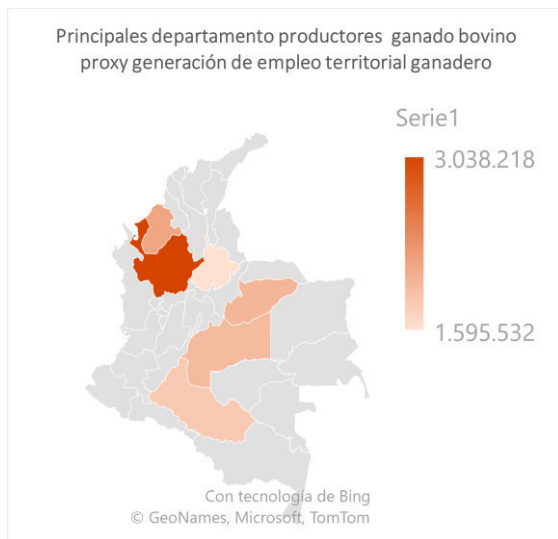 Principales departamento productores ganado bovino
proxy generación de empleo territorial ganadero
Serie1
3.038.218
1.595.532
Con tecnología de Bing
© GeoNames, Microsoft, TomTom